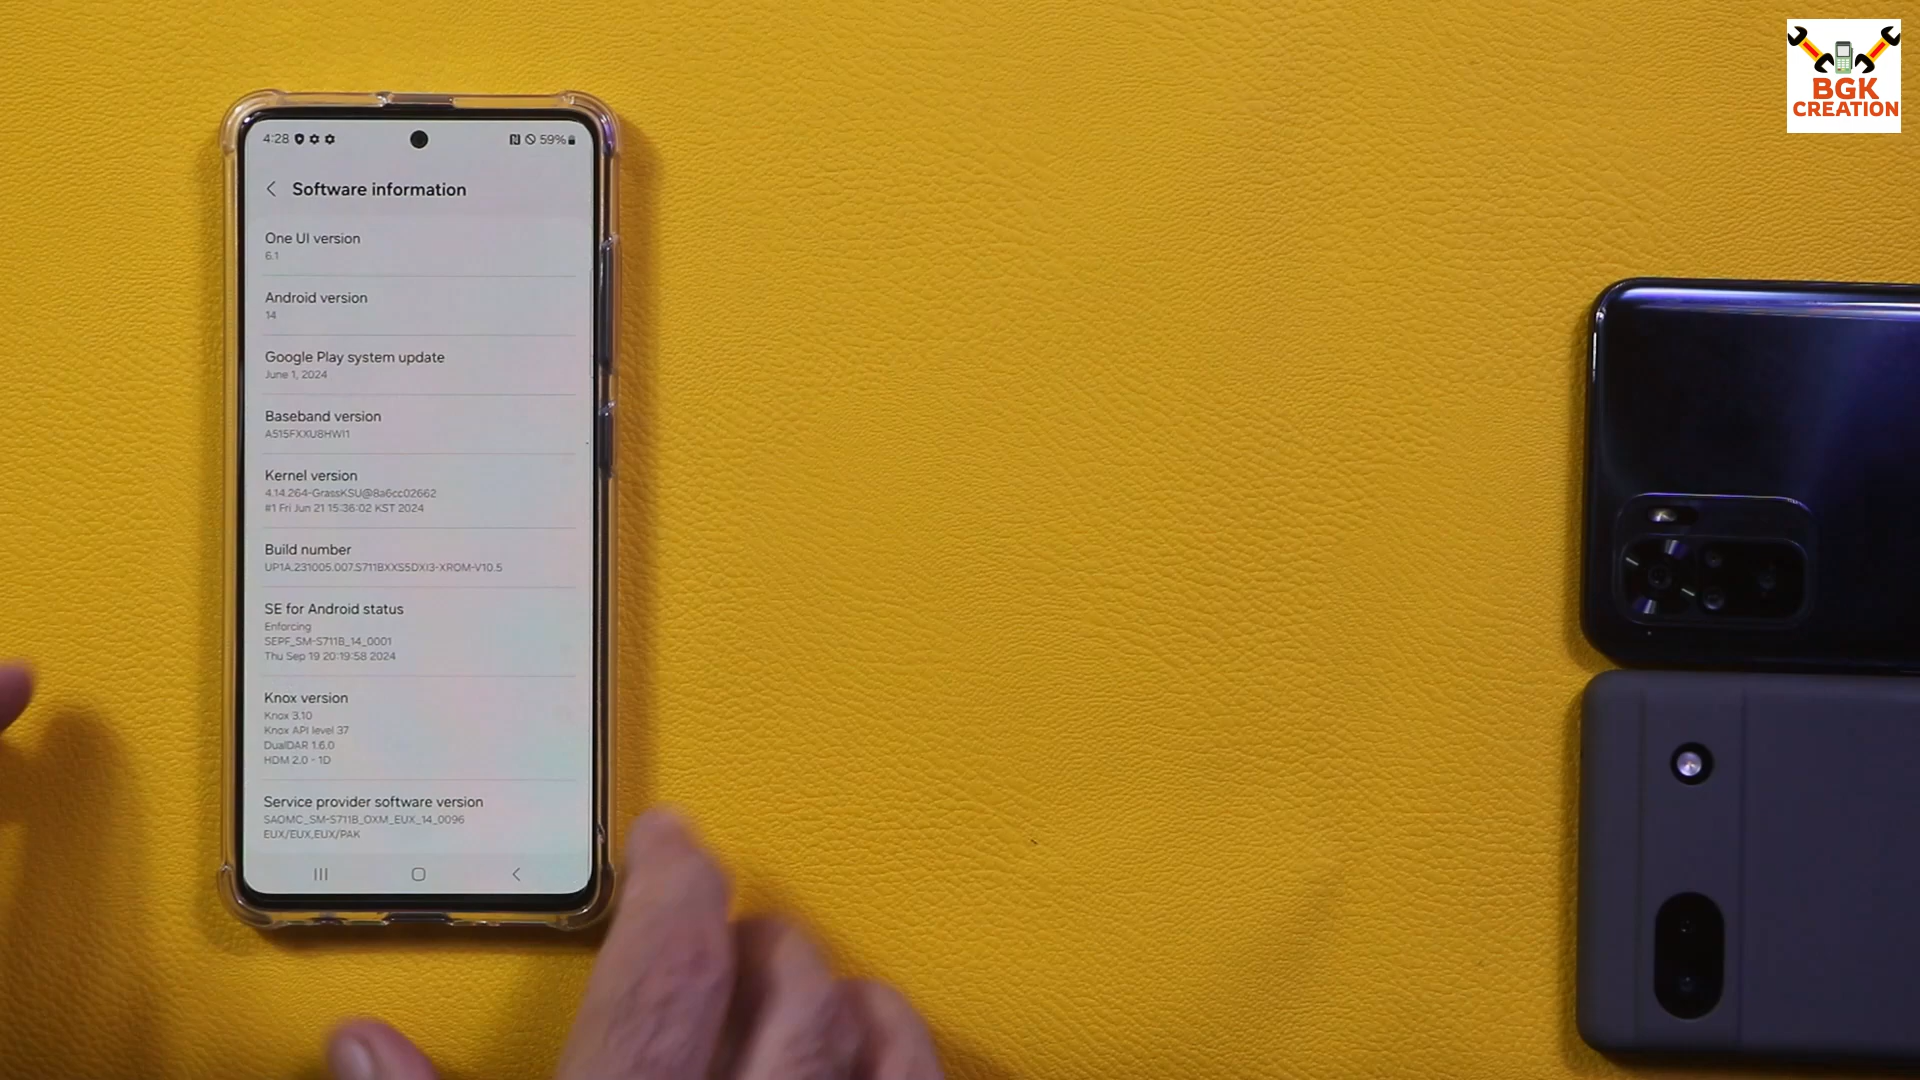 4:28
59%
Software information
One UI version
6.1
Android version
14
Google Play system update
June 1, 2024
Baseband version
A515FXXU8HWI1
Kernel version
4.14.264-GrassKSU@8a6cc02662
#1 Fri Jun 21 15:36:02 KST 2024
Build number
UP1A.231005.007.S711BXXS5DXI3-XROM-V10.5
SE for Android status
Enforcing
SEPF_SM-S711B_14_0001
Thu Sep 19 20:19:58 2024
Knox version
Knox 3.10
Knox API level 37
DualDAR 1.6.0
HDM 2.0 - 1D
Service provider software version
SAOMC_SM-S711B_OXM_EUX_14_0096
EUX/EUX,EUX/PAK
BGK
CREATION